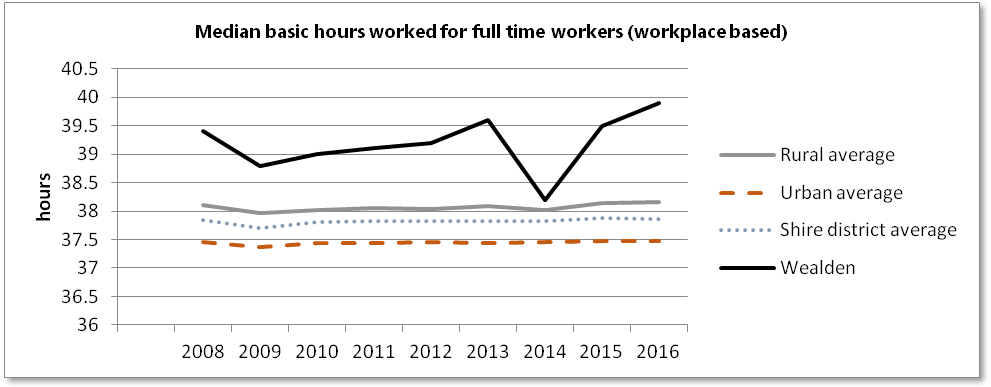 Median basic hours worked for full time workers (workplace based)
40.5
40
39.5
39
38.5
38
37.5
37
36.5
36
hours
2008 2009 2010 2011 2012 2013 2014 2015 2016
Rural average
Urban average
Shire district average
Wealden